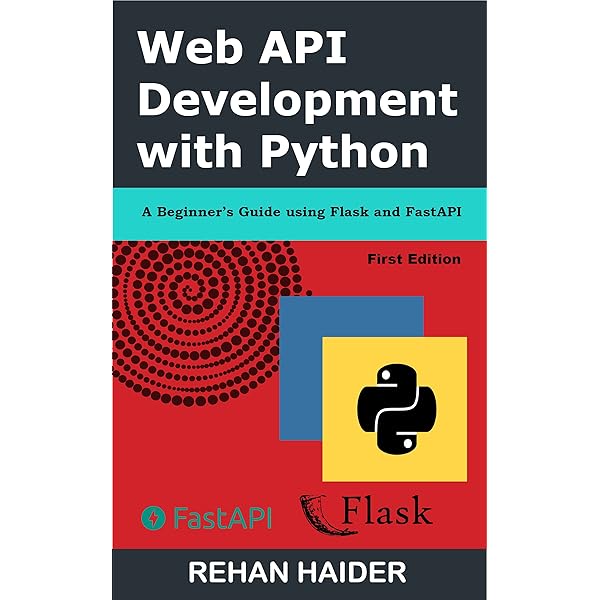 Web API
Development
with Python
A Beginner's Guide using Flask and FastAPI
First Edition
FastAPI
Flask
REHAN HAIDER